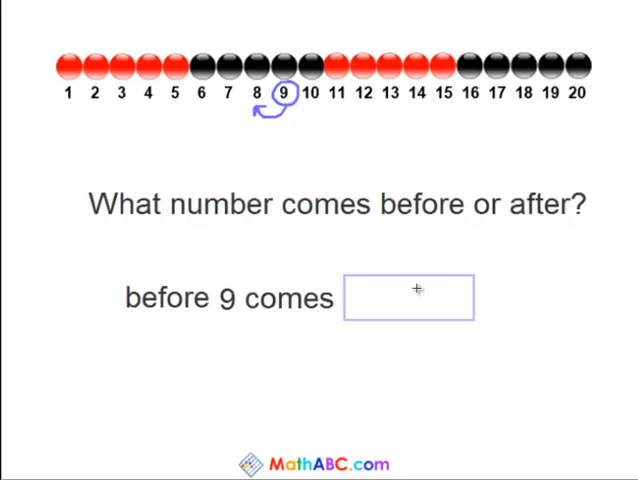 1 2 3 4 5 6 7 8 9 10 11 12 13 14 15 16 17 18 19 20
What number comes before or after?
before 9 comes
MathABC.com